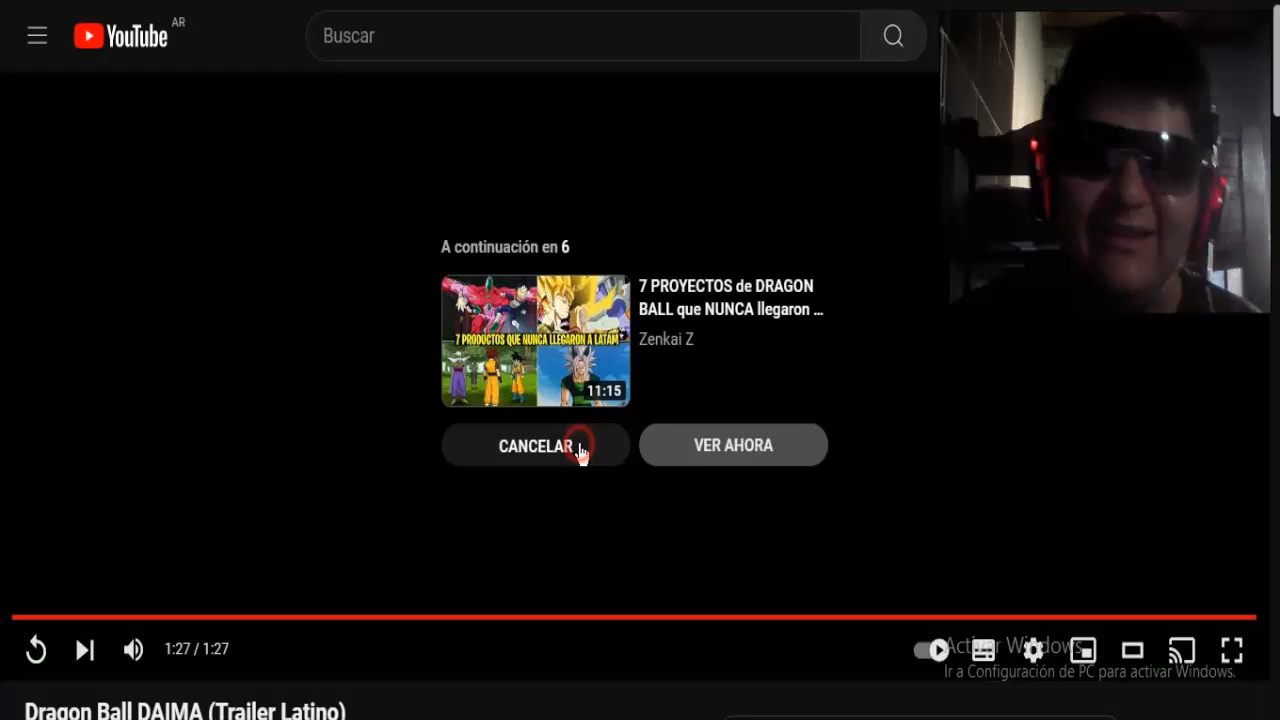 YouTube AR
Buscar
A continuación en 6
7 PROYECTOS de DRAGON
BALL que NUNCA llegaron ...
Zenkai Z
7 PRODUCTOS QUE NUNCA LLEGARON A LATAM
11:15
CANCELAR
VER AHORA
1:27 / 1:27
Activar Windows
Ir a Configuración de PC para activar Windows.
Dragon Ball DAIMA (Trailer Latino)